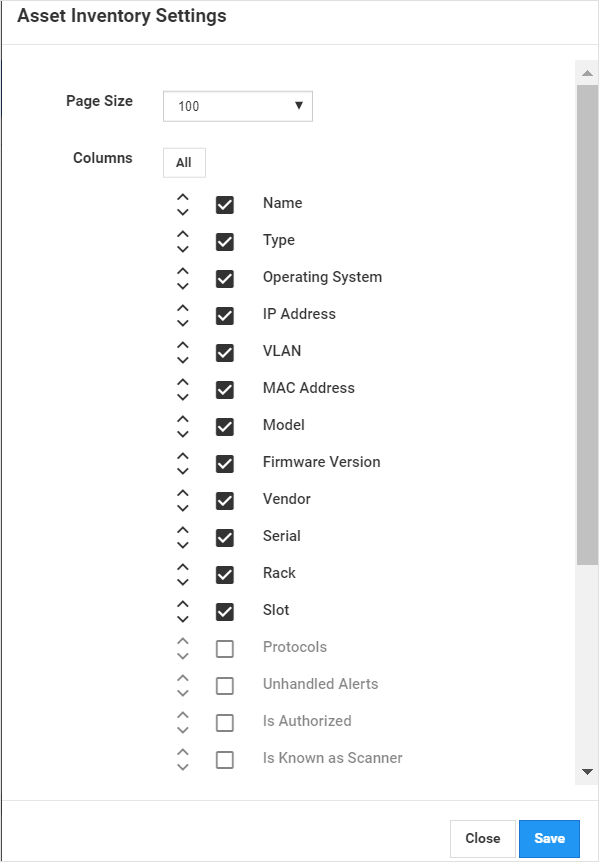 Asset Inventory Settings
Page Size 100
Columns All
Name
Type
Operating System
IP Address
VLAN
MAC Address
Model
Firmware Version
Vendor
Serial
Rack
Slot
Protocols
Unhandled Alerts
Is Authorized
Is Known as Scanner
Close Save